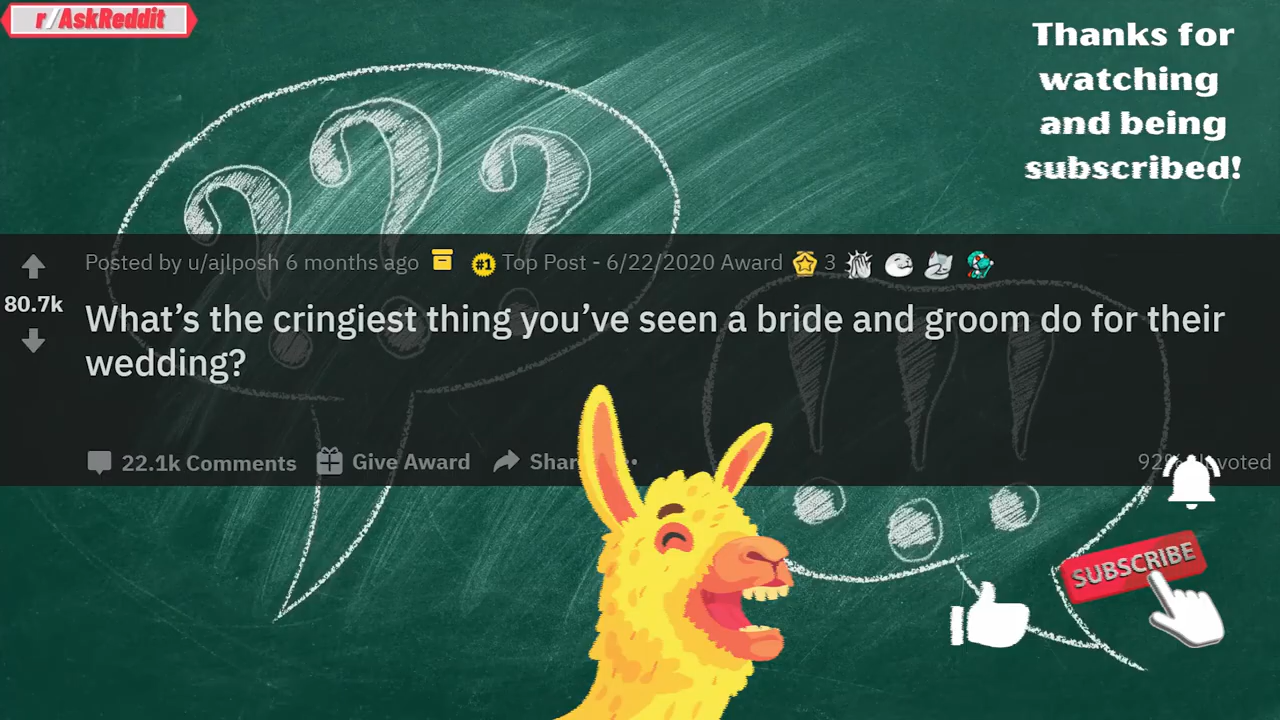 r/AskReddit
Thanks for
watching
and being
subscribed!
Posted by u/ajlposh 6 months ago #1 Top Post - 6/22/2020 Award 3
80.7k
What’s the cringiest thing you’ve seen a bride and groom do for their
wedding?
22.1k Comments Give Award
SUBSCRIBE